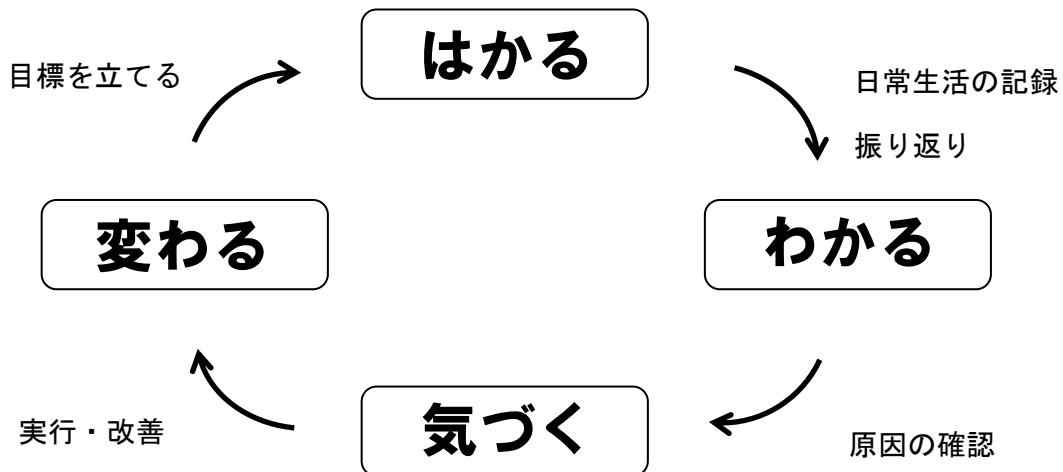 はかる
目標を立てる
日常生活の記録
振り返り
変わる
わかる
気づく
実行・改善
原因の確認